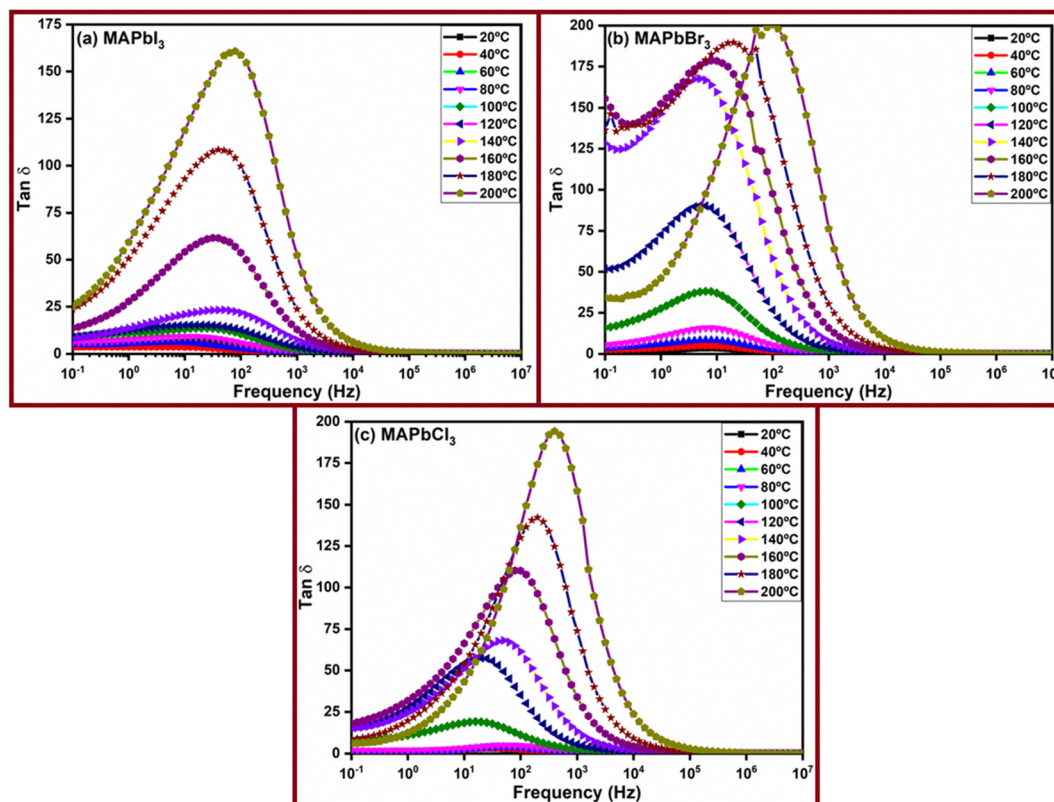 (a) MAPbI₃
175
150
125
100
75
50
25
0
Tan δ
10⁻¹ 10⁰ 10¹ 10² 10³ 10⁴ 10⁵ 10⁶
Frequency (Hz)
20ºC
40ºC
60ºC
80ºC
100ºC
120ºC
140ºC
160ºC
180ºC
200ºC
(b) MAPbBr₃
200
175
150
125
100
75
50
25
0
Tan δ
10⁻¹ 10⁰ 10¹ 10² 10³ 10⁴ 10⁵ 10⁶ 10⁷
Frequency (Hz)
20ºC
40ºC
60ºC
80ºC
100ºC
120ºC
140ºC
160ºC
180ºC
200ºC
(c) MAPbCl₃
200
175
150
125
100
75
50
25
0
Tan δ
10⁻¹ 10⁰ 10¹ 10² 10³ 10⁴ 10⁵ 10⁶ 10⁷
Frequency (Hz)
20ºC
40ºC
60ºC
80ºC
100ºC
120ºC
140ºC
160ºC
180ºC
200ºC